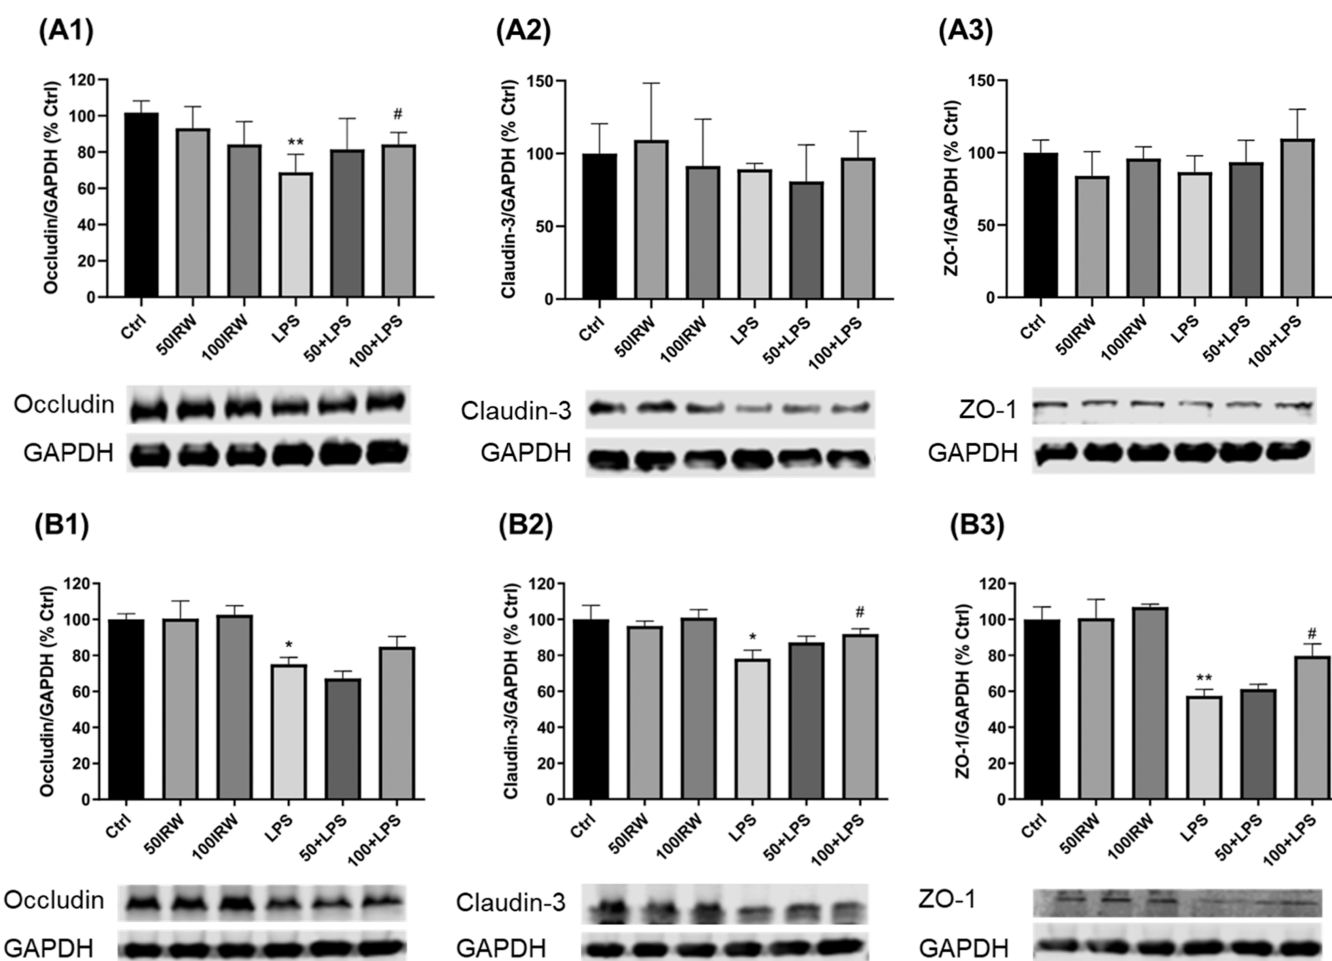 (A1)
Occludin/GAPDH (% Ctrl)
120
100
80
60
40
20
0
**
#
Ctrl
50IRW
100IRW
LPS
50+LPS
100+LPS
Occludin
GAPDH
(A2)
Claudin-3/GAPDH (% Ctrl)
150
100
50
0
Ctrl
50IRW
100IRW
LPS
50+LPS
100+LPS
Claudin-3
GAPDH
(A3)
ZO-1/GAPDH (% Ctrl)
150
100
50
0
Ctrl
50IRW
100IRW
LPS
50+LPS
100+LPS
ZO-1
GAPDH
(B1)
Occludin/GAPDH (% Ctrl)
120
100
80
60
40
20
0
*
Ctrl
50IRW
100IRW
LPS
50+LPS
100+LPS
Occludin
GAPDH
(B2)
Claudin-3/GAPDH (% Ctrl)
120
100
80
60
40
20
0
*
#
Ctrl
50IRW
100IRW
LPS
50+LPS
100+LPS
Claudin-3
GAPDH
(B3)
ZO-1/GAPDH (% Ctrl)
120
100
80
60
40
20
0
**
#
Ctrl
50IRW
100IRW
LPS
50+LPS
100+LPS
ZO-1
GAPDH